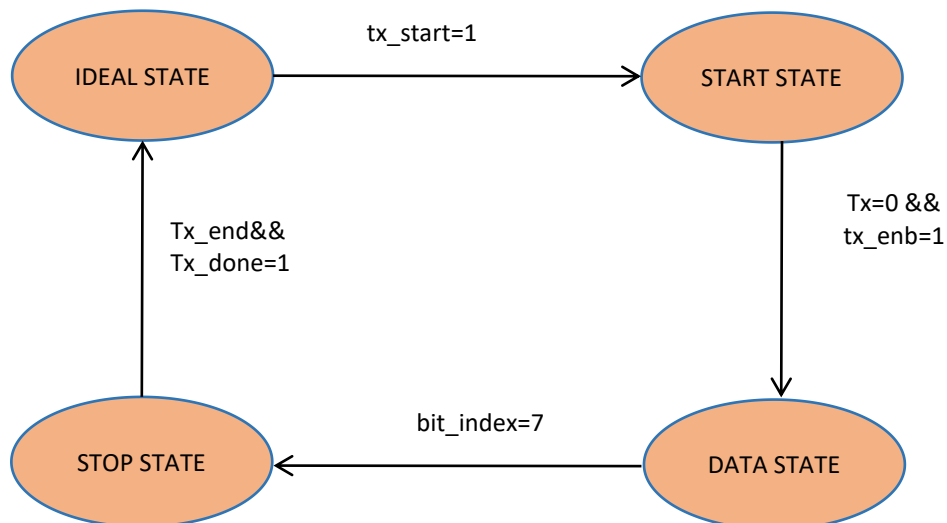 tx_start=1
IDEAL STATE
START STATE
Tx=0 &&
tx_enb=1
Tx_end&&
Tx_done=1
bit_index=7
STOP STATE
DATA STATE